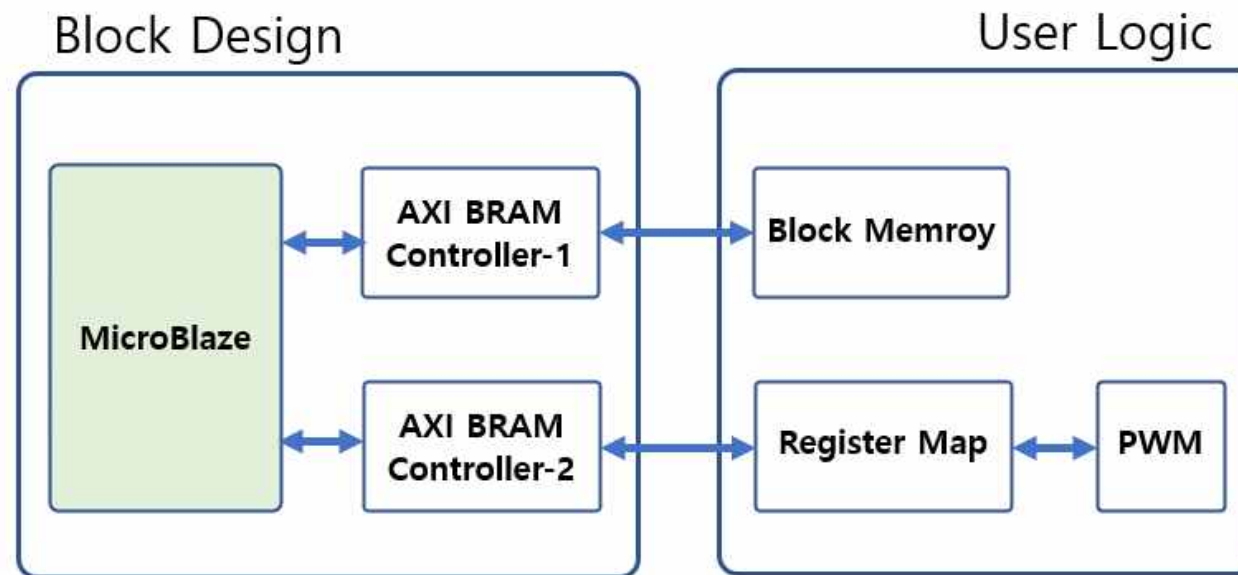 Block Design
User Logic
MicroBlaze
AXI BRAM
Controller-1
Block Memroy
AXI BRAM
Controller-2
Register Map
PWM